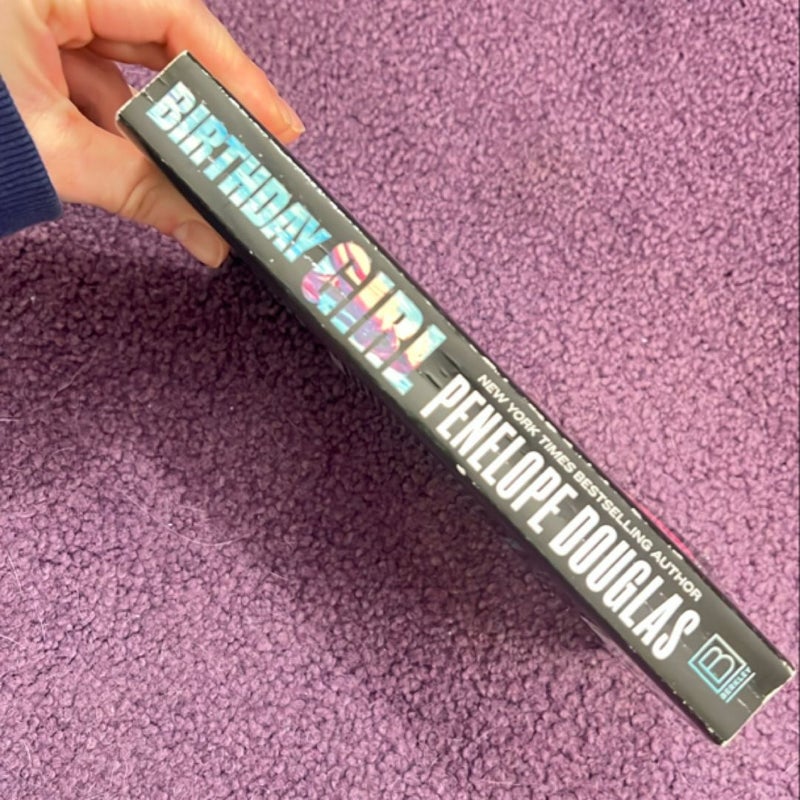 BIRTHDAY GIRL
NEW YORK TIMES BESTSELLING AUTHOR
PENELOPE DOUGLAS
B
BERKLEY